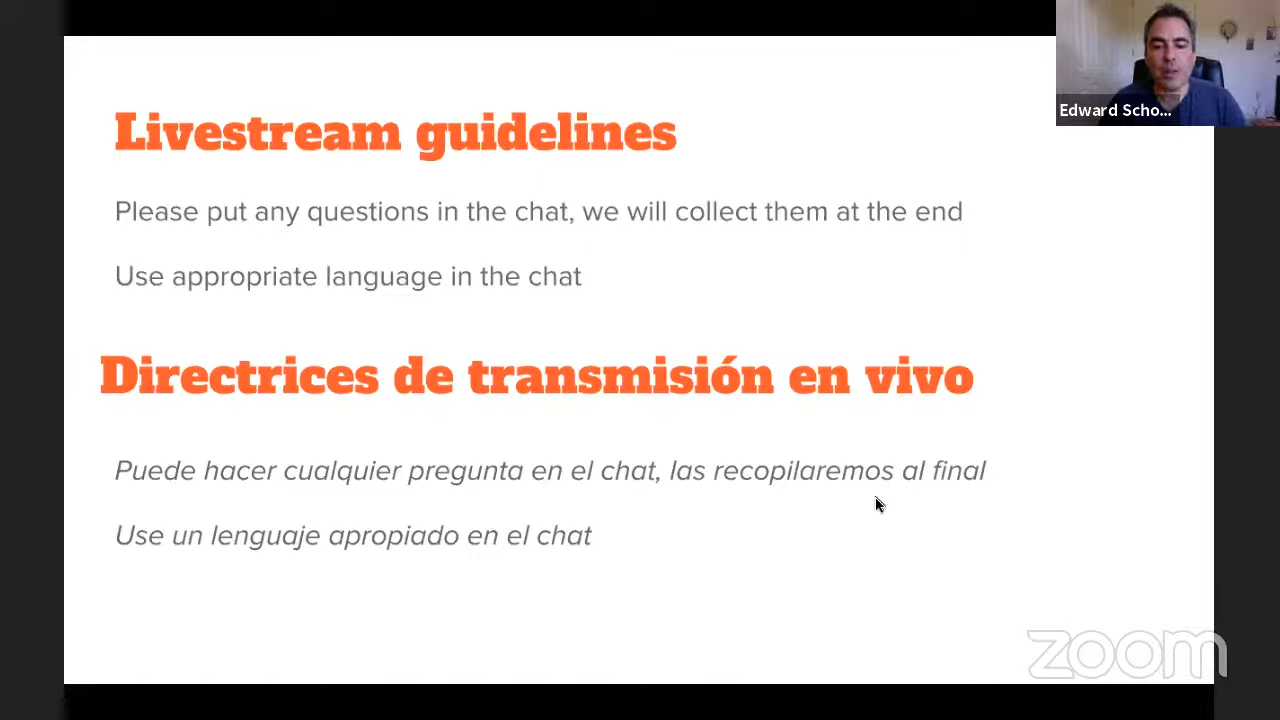 Edward Scho...
Livestream guidelines
Please put any questions in the chat, we will collect them at the end
Use appropriate language in the chat
Directrices de transmisión en vivo
Puede hacer cualquier pregunta en el chat, las recopilaremos al final
Use un lenguaje apropiado en el chat
zoom